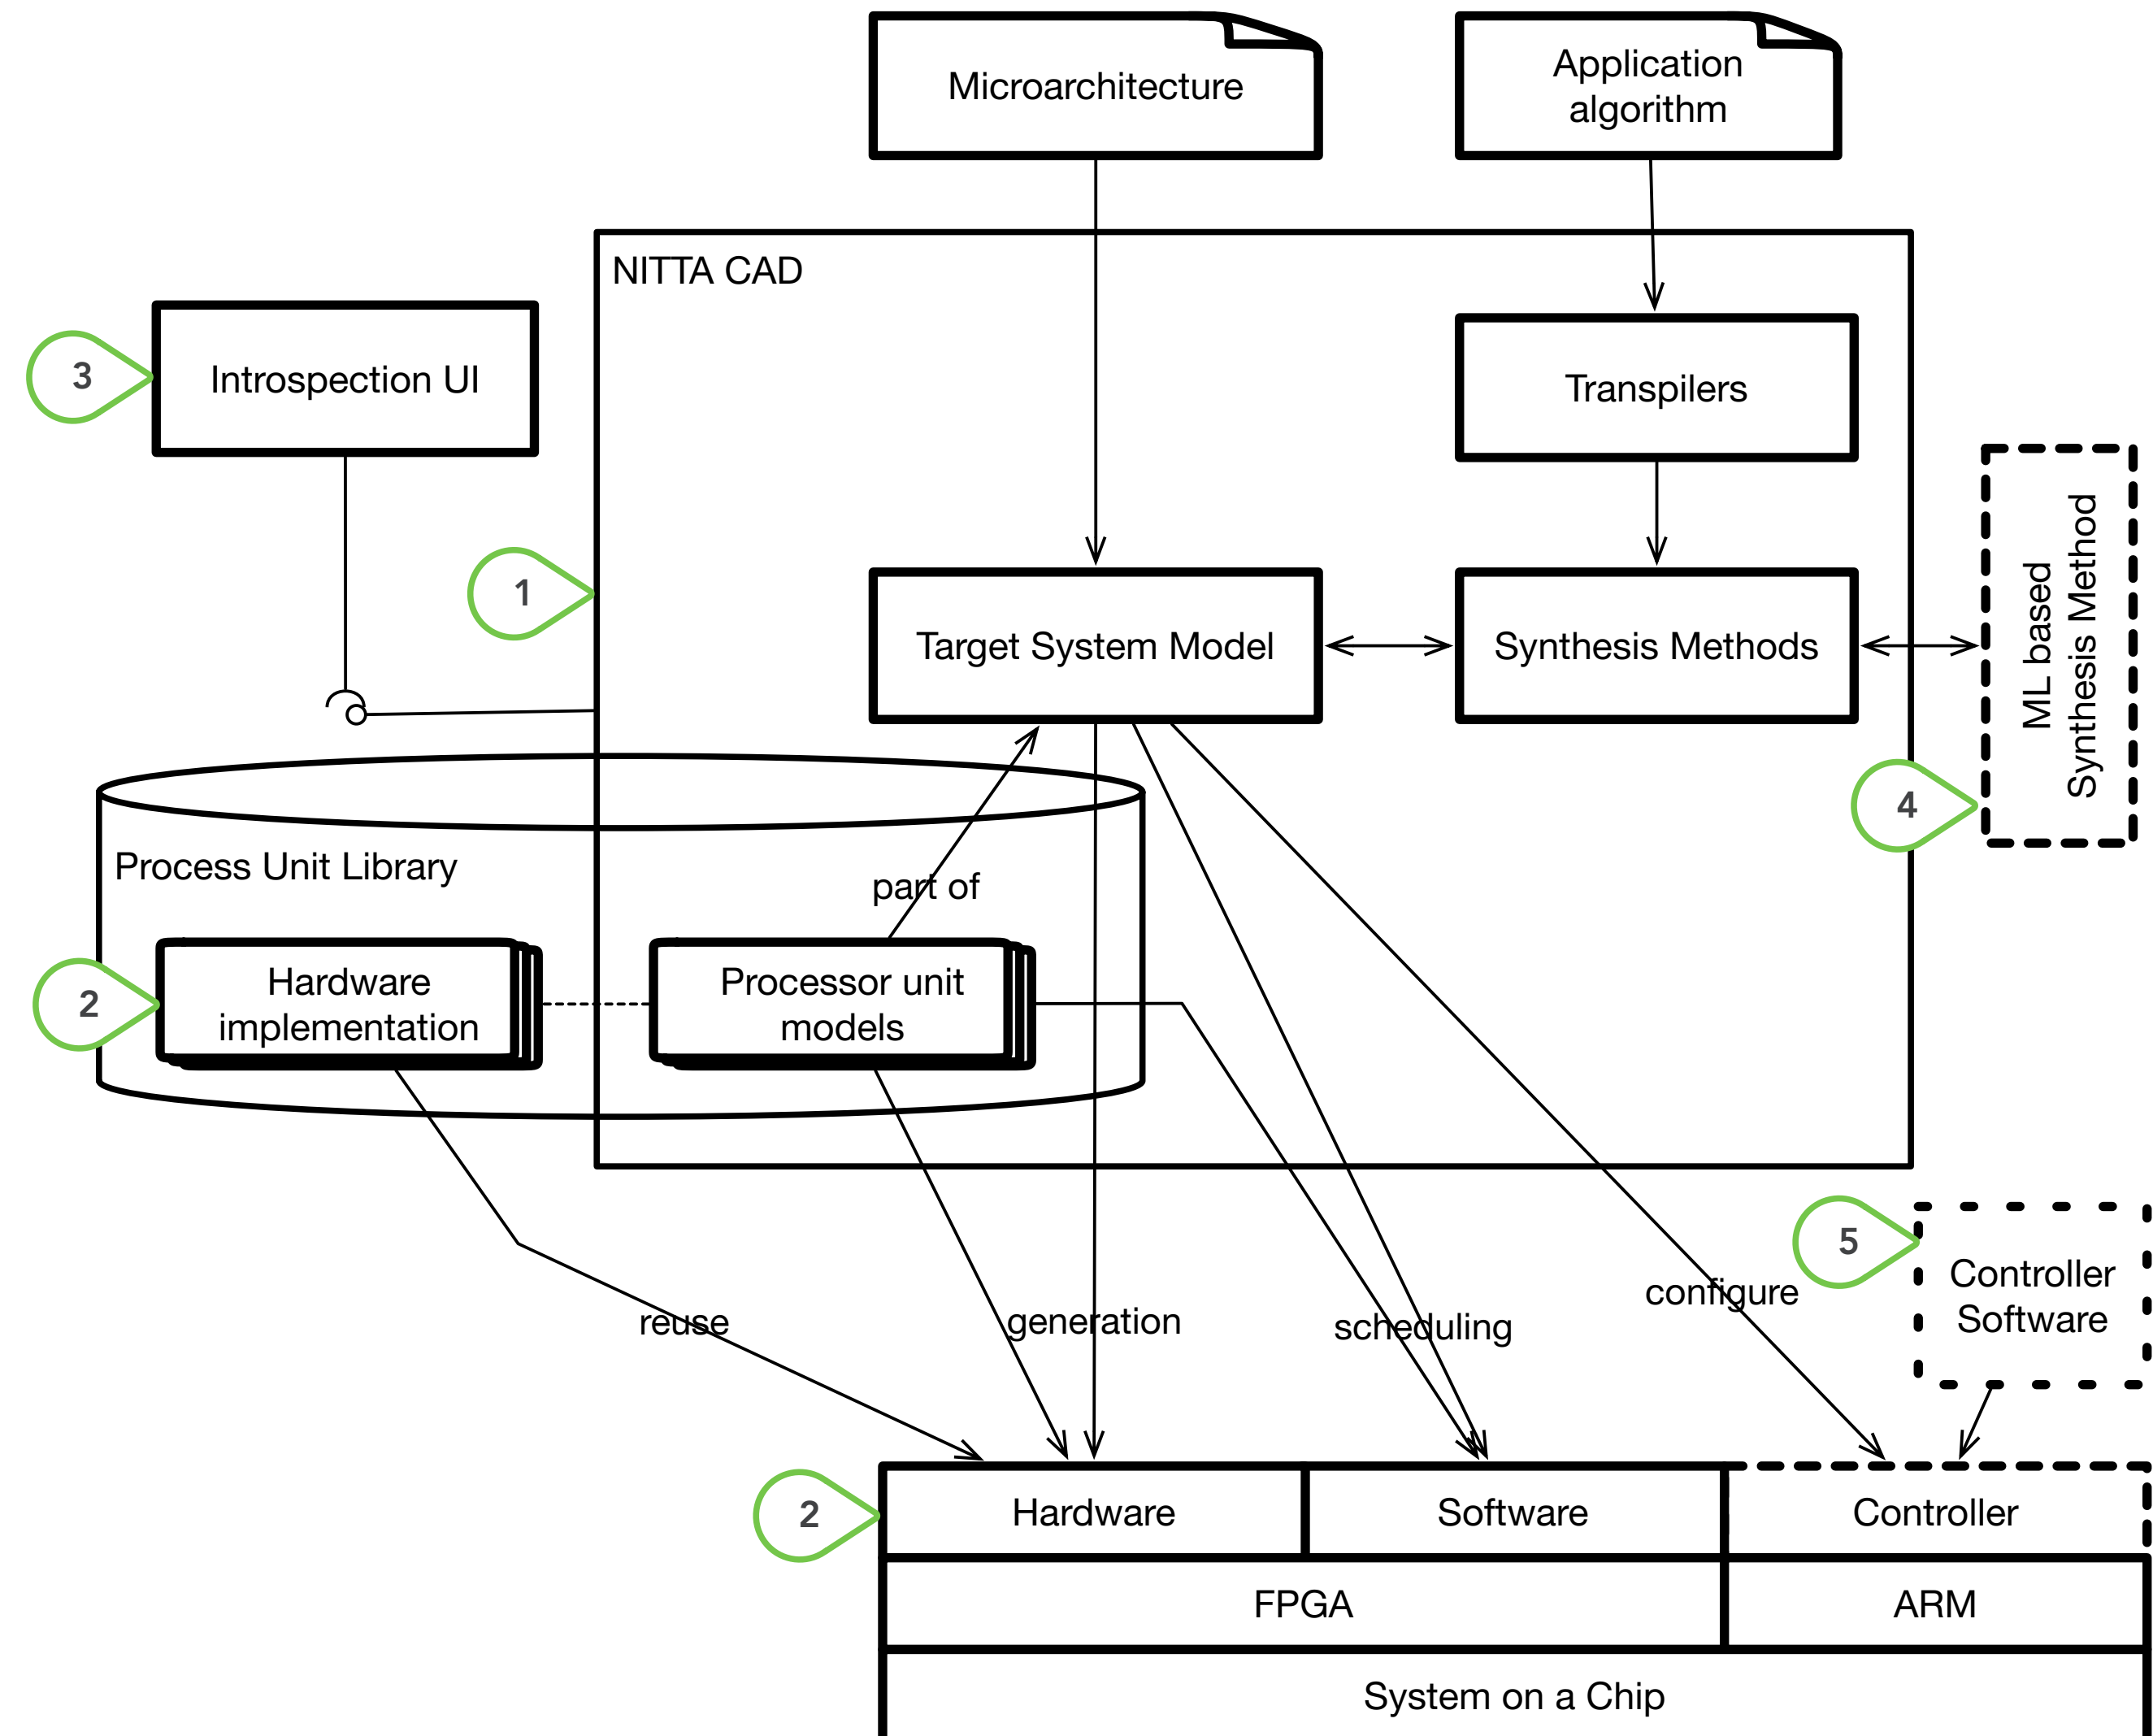 Microarchitecture
Application
algorithm
NITTA CAD
3
Introspection UI
Transpilers
ML based
Synthesis Method
1
Target System Model
Synthesis Methods
4
Process Unit Library
part of
2
Hardware
implementation
Processor unit
models
5
Controller
Software
reuse
generation
scheduling
configure
2
Hardware
Software
Controller
FPGA
ARM
System on a Chip